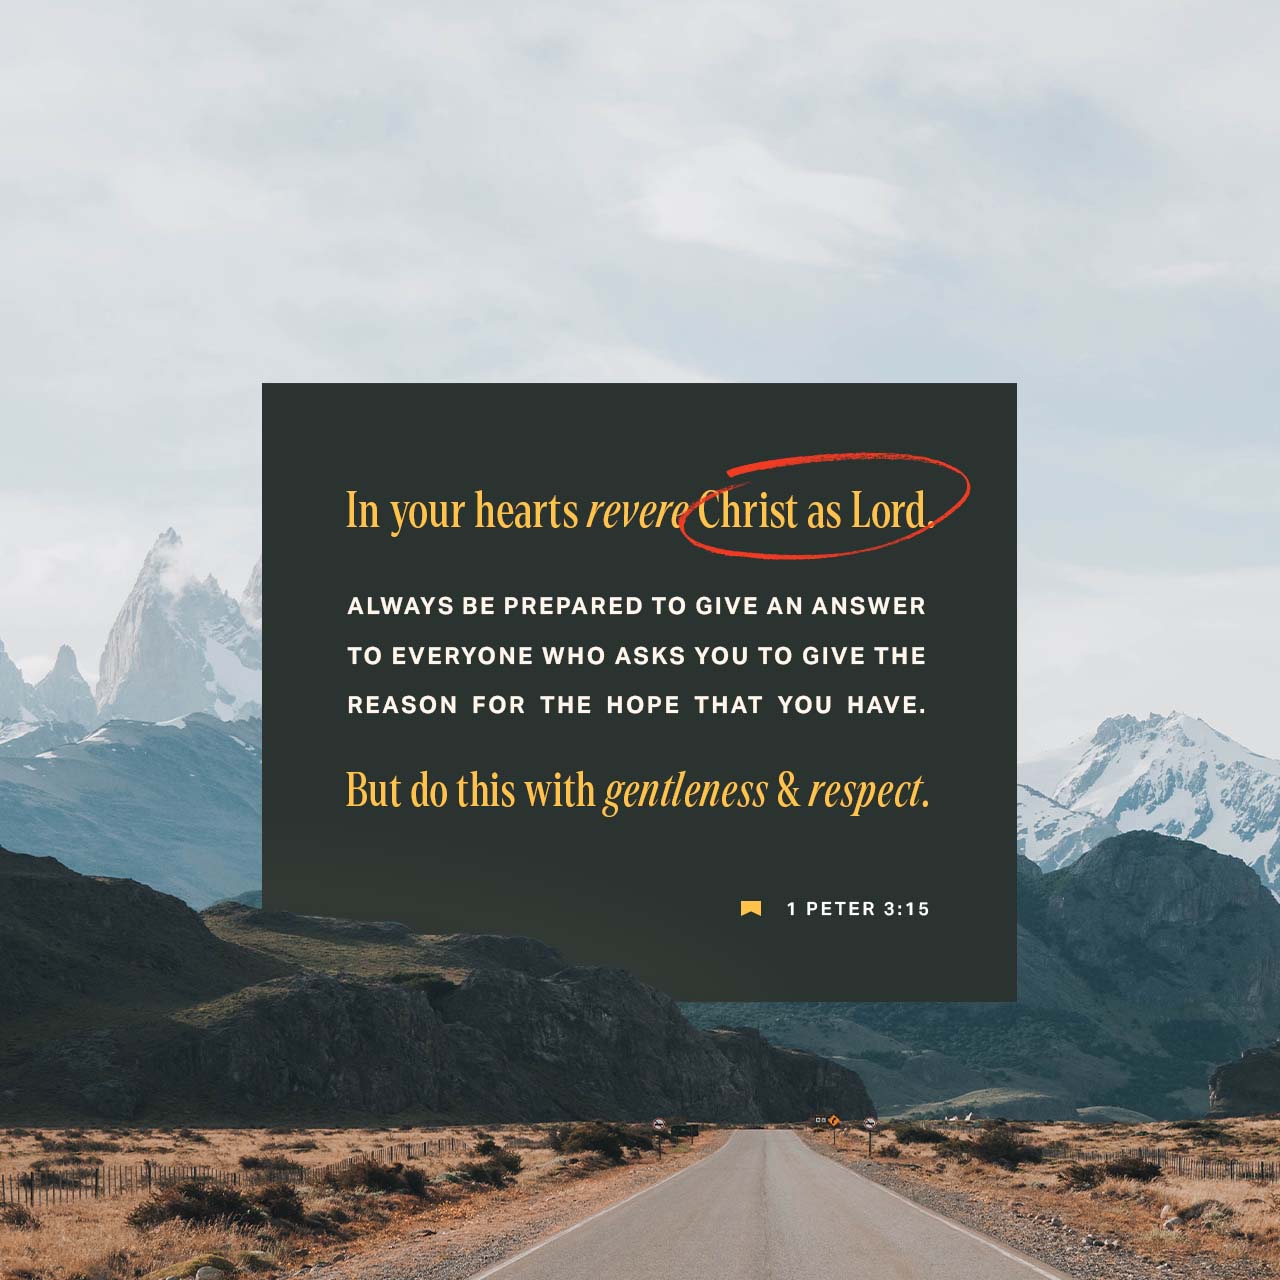 In your hearts revere Christ as Lord.
ALWAYS BE PREPARED TO GIVE AN ANSWER
TO EVERYONE WHO ASKS YOU TO GIVE THE
REASON FOR THE HOPE THAT YOU HAVE.
But do this with gentleness & respect.
1 PETER 3:15